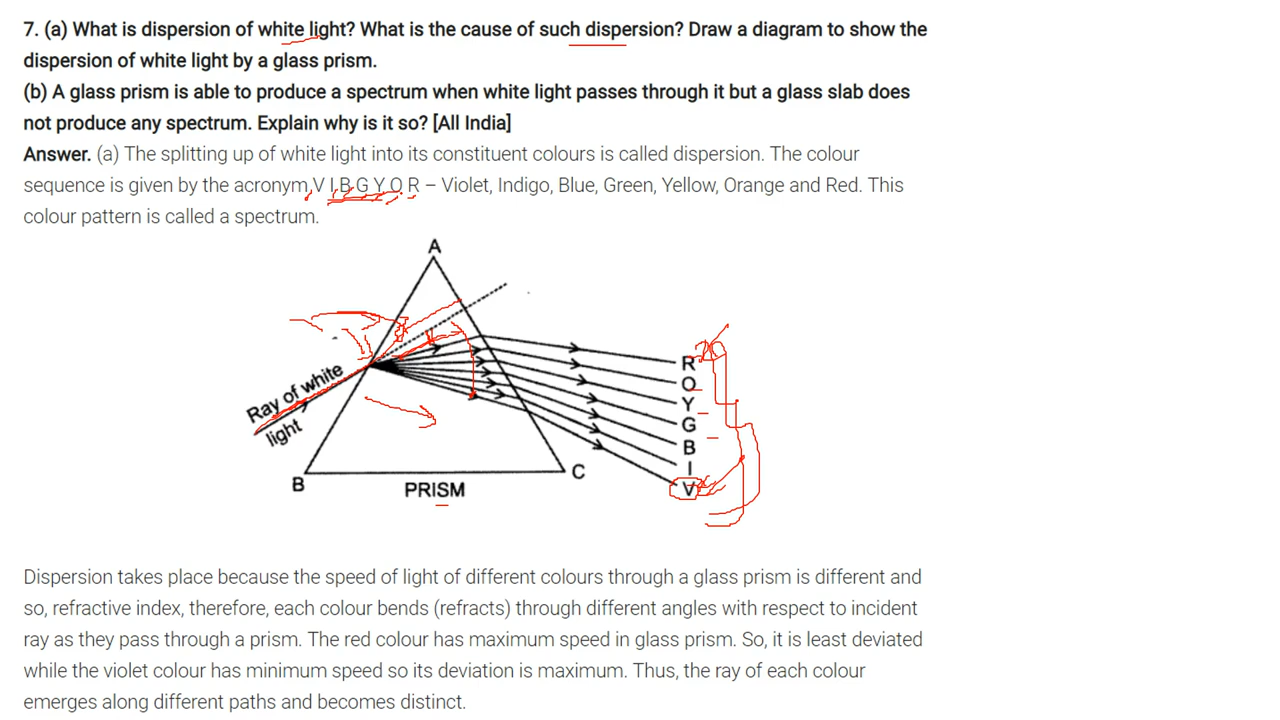 7. (a) What is dispersion of white light? What is the cause of such dispersion? Draw a diagram to show the
dispersion of white light by a glass prism.
(b) A glass prism is able to produce a spectrum when white light passes through it but a glass slab does
not produce any spectrum. Explain why is it so? [All India]
Answer. (a) The splitting up of white light into its constituent colours is called dispersion. The colour
sequence is given by the acronym,V I,B G Y O R – Violet, Indigo, Blue, Green, Yellow, Orange and Red. This
colour pattern is called a spectrum.
A
Ray of white
light
R
O
Y
G
B
I
V
B
C
PRISM
Dispersion takes place because the speed of light of different colours through a glass prism is different and
so, refractive index, therefore, each colour bends (refracts) through different angles with respect to incident
ray as they pass through a prism. The red colour has maximum speed in glass prism. So, it is least deviated
while the violet colour has minimum speed so its deviation is maximum. Thus, the ray of each colour
emerges along different paths and becomes distinct.